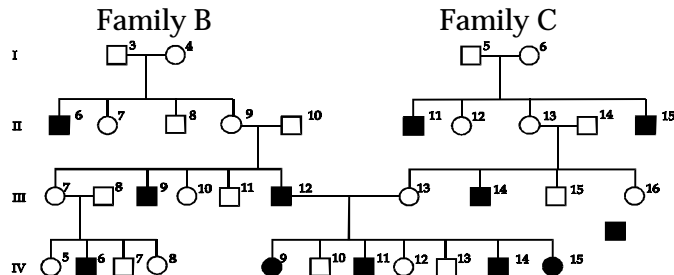 Family B Family C
I 3 4 5 6
II 6 7 8 9 10 11 12 13 14 15
III 7 8 9 10 11 12 13 14 15 16
IV 5 6 7 8 9 10 11 12 13 14 15